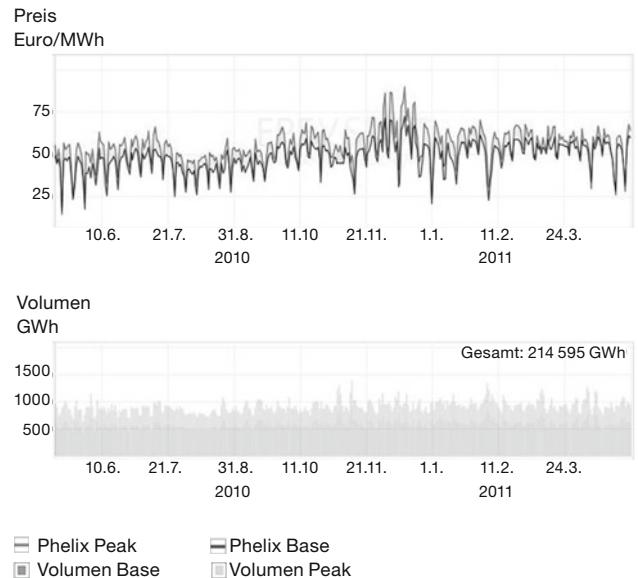 Preis
Euro/MWh
75
50
25
10.6. 21.7. 31.8. 11.10 21.11. 1.1. 11.2. 24.3.
2010 2011
Volumen
GWh
Gesamt: 214 595 GWh
1500
1000
500
10.6. 21.7. 31.8. 11.10 21.11. 1.1. 11.2. 24.3.
2010 2011
Phelix Peak Phelix Base
Volumen Base Volumen Peak